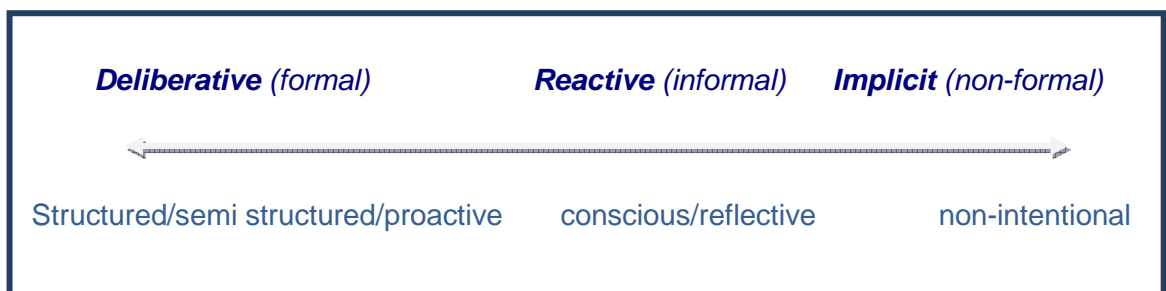 Deliberative (formal) Reactive (informal) Implicit (non-formal)
Structured/semi structured/proactive conscious/reflective non-intentional